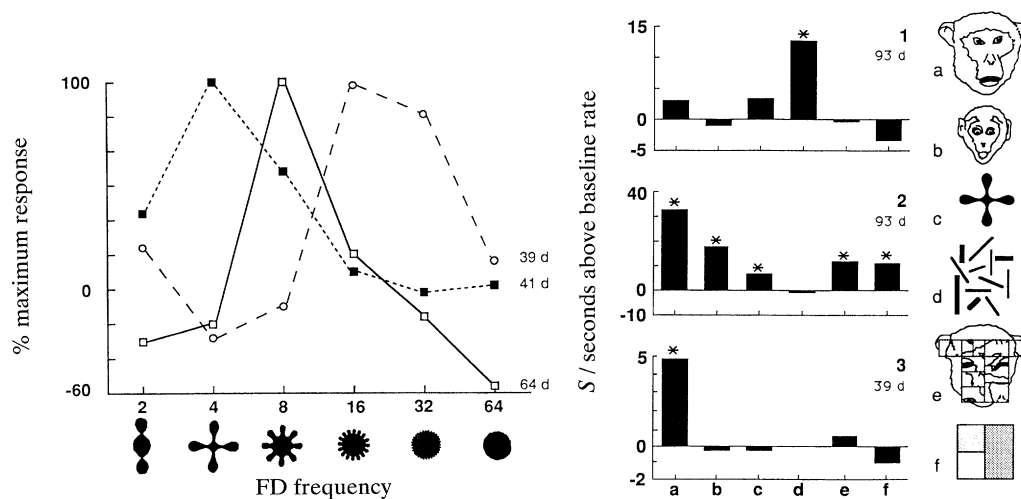 % maximum response
100
0
-60
39 d
41 d
64 d
2 4 8 16 32 64
FD frequency
S / seconds above baseline rate
15
0
-5
1
93 d
40
20
0
-10
2
93 d
5
0
-2
3
39 d
a b c d e f
a
b
c
d
e
f